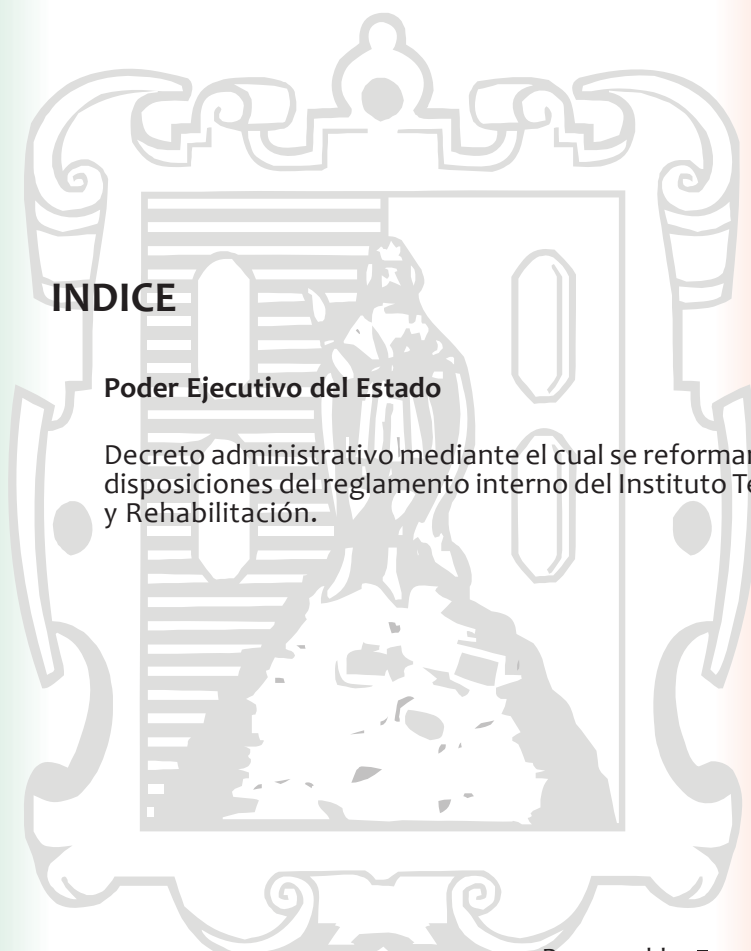 INDICE
Poder Ejecutivo del Estado
Decreto administrativo mediante el cual se reforman
disposiciones del reglamento interno del Instituto
y Rehabilitación.